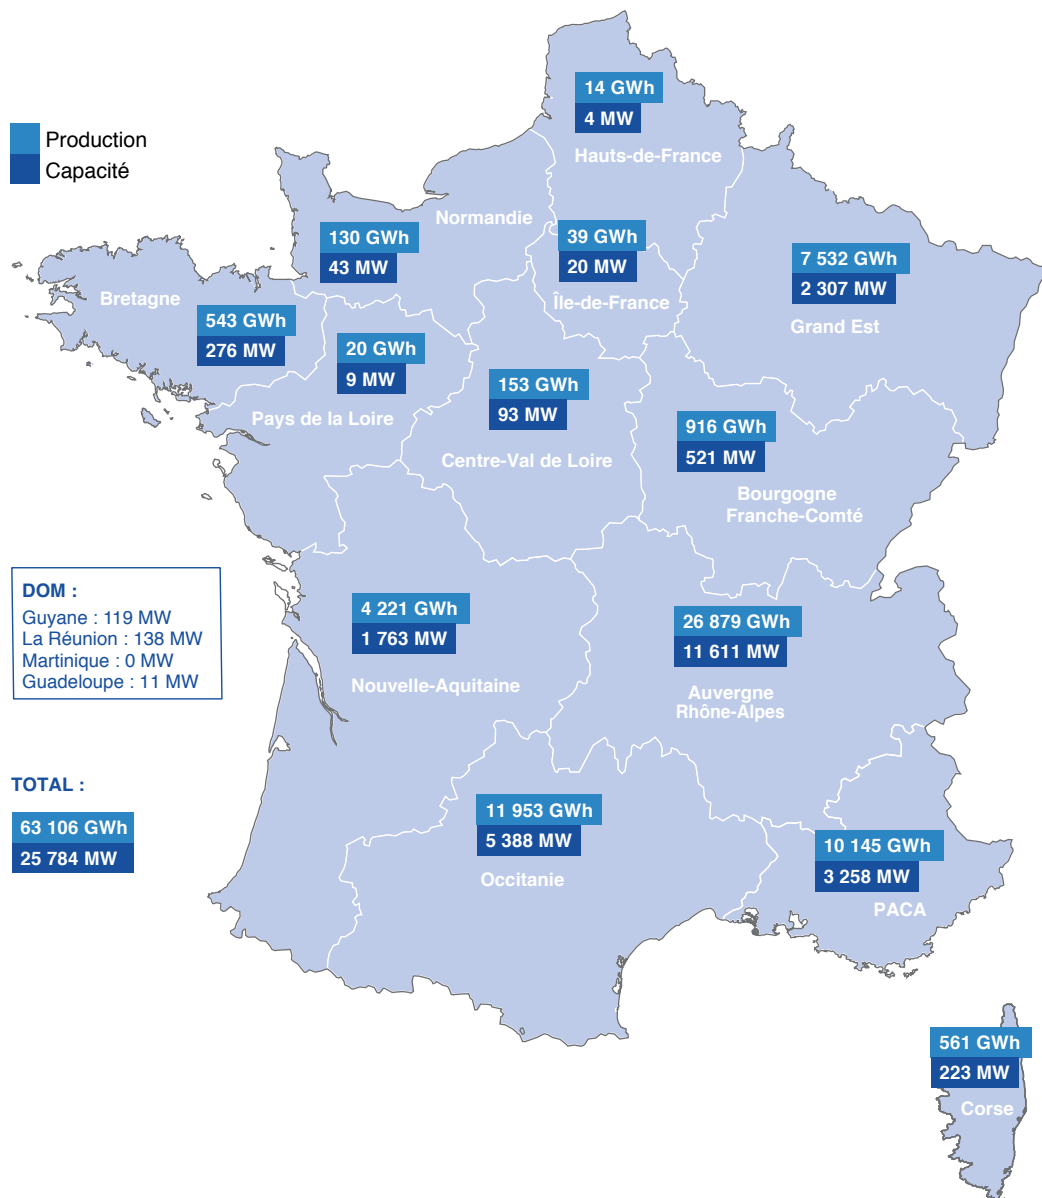 14 GWh
4 MW
Hauts-de-France
Production
Capacité
Normandie
130 GWh
43 MW
39 GWh
20 MW
Île-de-France
7 532 GWh
2 307 MW
Grand Est
Bretagne
543 GWh
276 MW
20 GWh
9 MW
Pays de la Loire
153 GWh
93 MW
Centre-Val de Loire
916 GWh
521 MW
Bourgogne
Franche-Comté
DOM :
Guyane : 119 MW
La Réunion : 138 MW
Martinique : 0 MW
Guadeloupe : 11 MW
4 221 GWh
1 763 MW
Nouvelle-Aquitaine
26 879 GWh
11 611 MW
Auvergne
Rhône-Alpes
TOTAL :
63 106 GWh
25 784 MW
11 953 GWh
5 388 MW
Occitanie
10 145 GWh
3 258 MW
PACA
561 GWh
223 MW
Corse